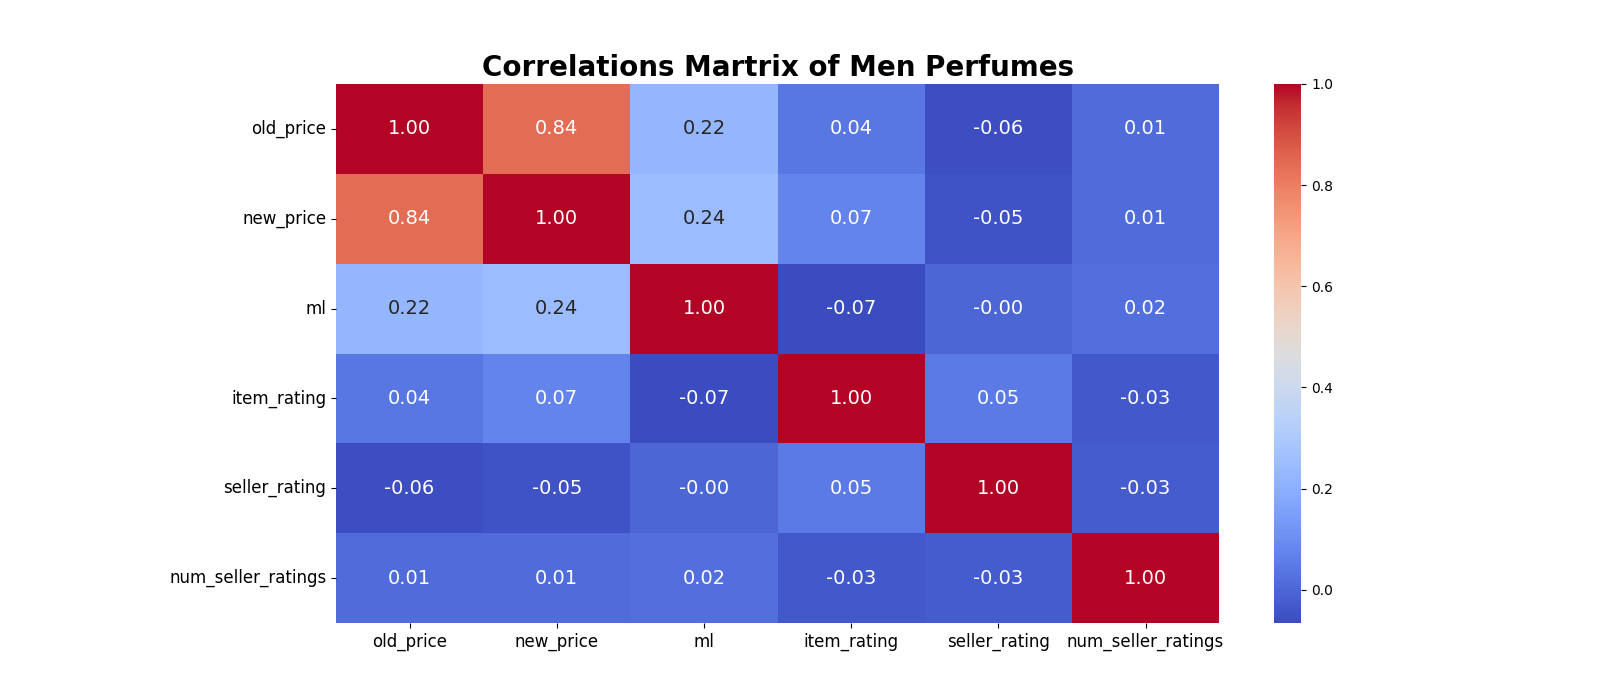 Correlations Martrix of Men Perfumes
old_price 1.00 0.84 0.22 0.04 -0.06 0.01
new_price 0.84 1.00 0.24 0.07 -0.05 0.01
ml 0.22 0.24 1.00 -0.07 -0.00 0.02
item_rating 0.04 0.07 -0.07 1.00 0.05 -0.03
seller_rating -0.06 -0.05 -0.00 0.05 1.00 -0.03
num_seller_ratings 0.01 0.01 0.02 -0.03 -0.03 1.00
old_price new_price ml item_rating seller_rating num_seller_ratings
1.0
0.8
0.6
0.4
0.2
0.0